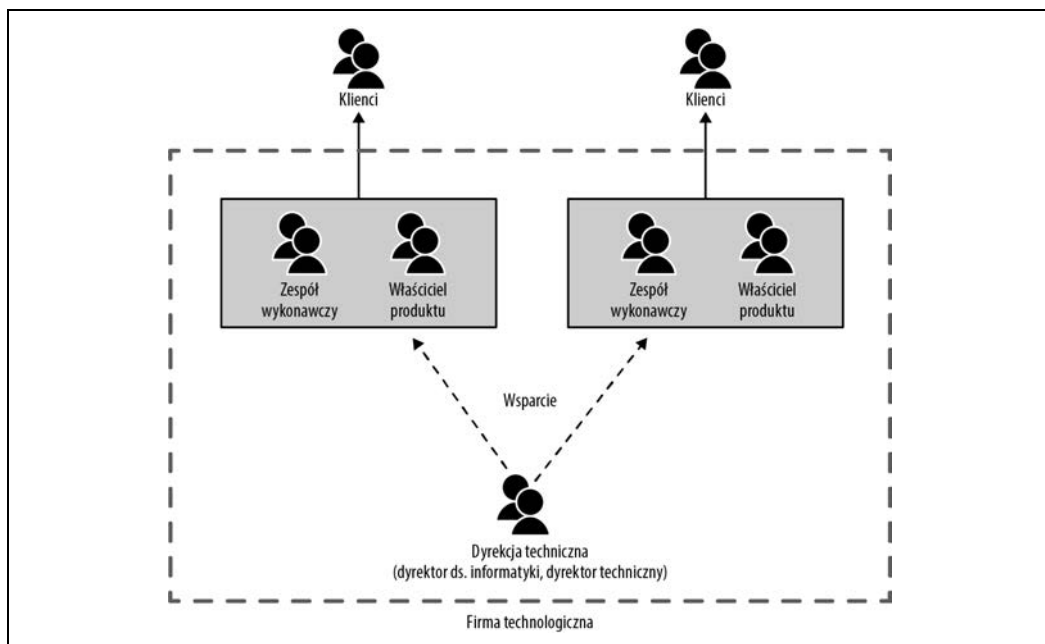 Klienci
Klienci
Zespół
wykonawczy
Właściciel
produktu
Zespół
wykonawczy
Właściciel
produktu
Wsparcie
Dyrekcja techniczna
(dyrektor ds. informatyki, dyrektor techniczny)
Firma technologiczna